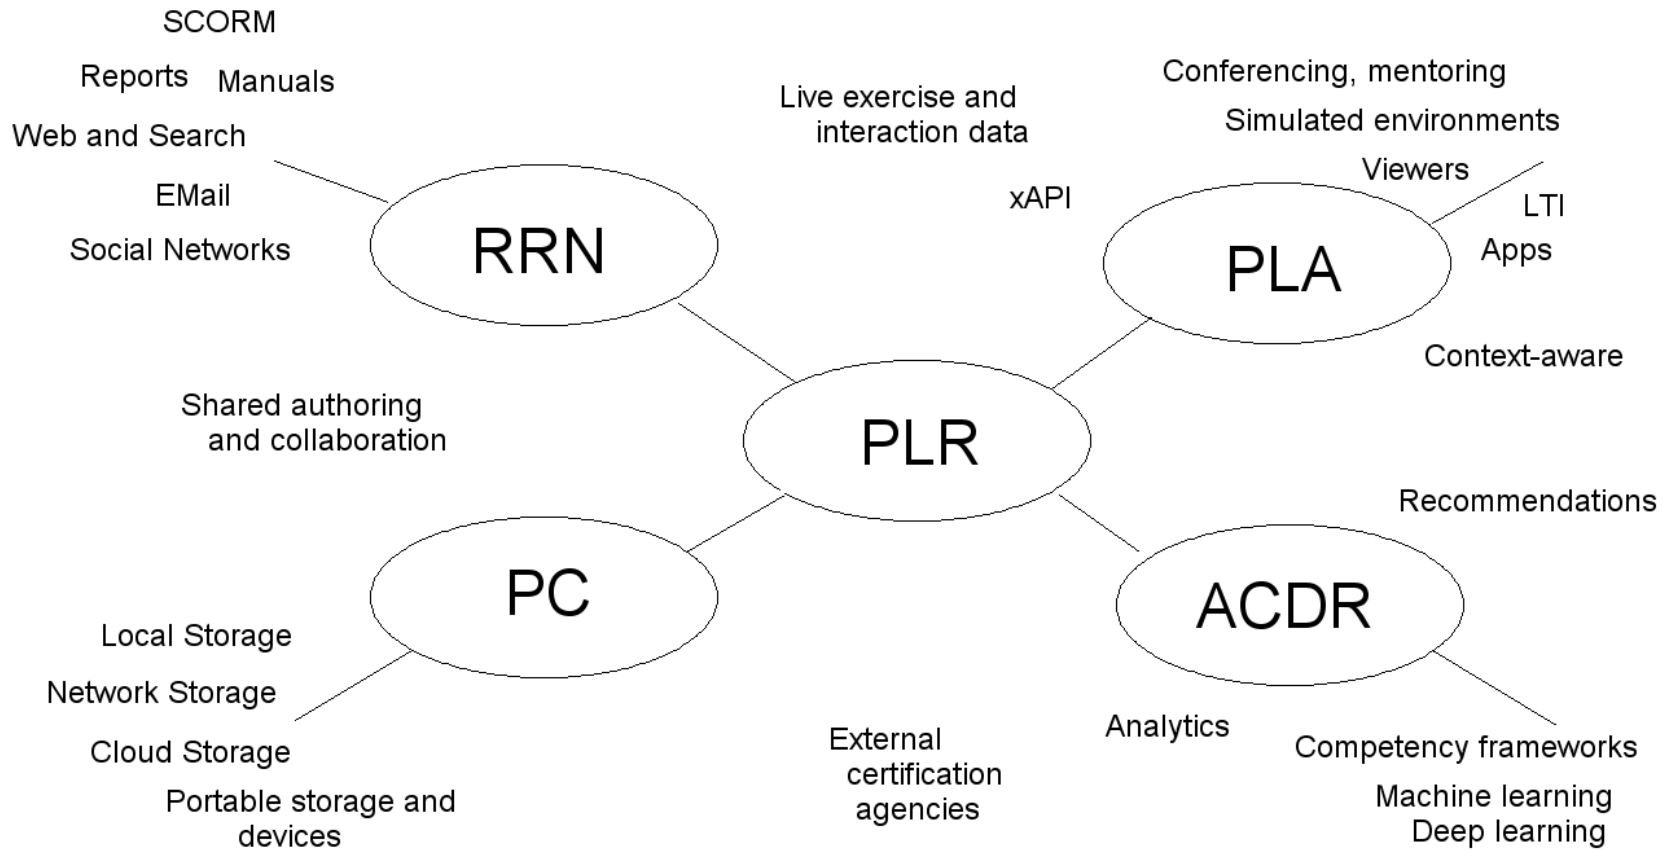 SCORM
Reports
Manuals
Web and Search
EMail
Social Networks
RRN
Live exercise and
interaction data
xAPI
Conferencing, mentoring
Simulated environments
Viewers
LTI
Apps
PLA
Context-aware
Shared authoring
and collaboration
PLR
PC
Local Storage
Network Storage
Cloud Storage
Portable storage and
devices
Recommendations
ACDR
External
certification
agencies
Analytics
Competency frameworks
Machine learning
Deep learning